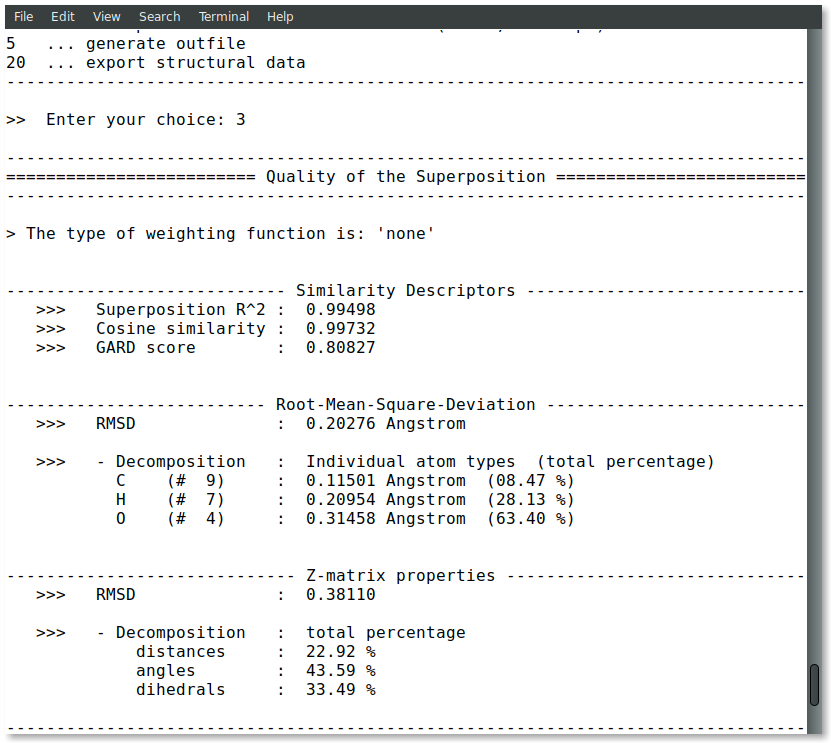 File Edit View Search Terminal Help
5   ... generate outfile
20  ... export structural data
--------------------------------------------------------------------------------
>>  Enter your choice: 3
--------------------------------------------------------------------------------
========================= Quality of the Superposition =========================
--------------------------------------------------------------------------------
> The type of weighting function is: 'none'
---------------------------- Similarity Descriptors ----------------------------
   >>>   Superposition R^2 :  0.99498
   >>>   Cosine similarity :  0.99732
   >>>   GARD score        :  0.80827
-------------------------- Root-Mean-Square-Deviation --------------------------
   >>>   RMSD              :  0.20276 Angstrom
   >>>   - Decomposition   :  Individual atom types  (total percentage)
           C    (#  9)     :  0.11501 Angstrom  (08.47 %)
           H    (#  7)     :  0.20954 Angstrom  (28.13 %)
           O    (#  4)     :  0.31458 Angstrom  (63.40 %)
----------------------------- Z-matrix properties ------------------------------
   >>>   RMSD              :  0.38110
   >>>   - Decomposition   :  total percentage
             distances     :  22.92 %
             angles        :  43.59 %
             dihedrals     :  33.49 %
--------------------------------------------------------------------------------